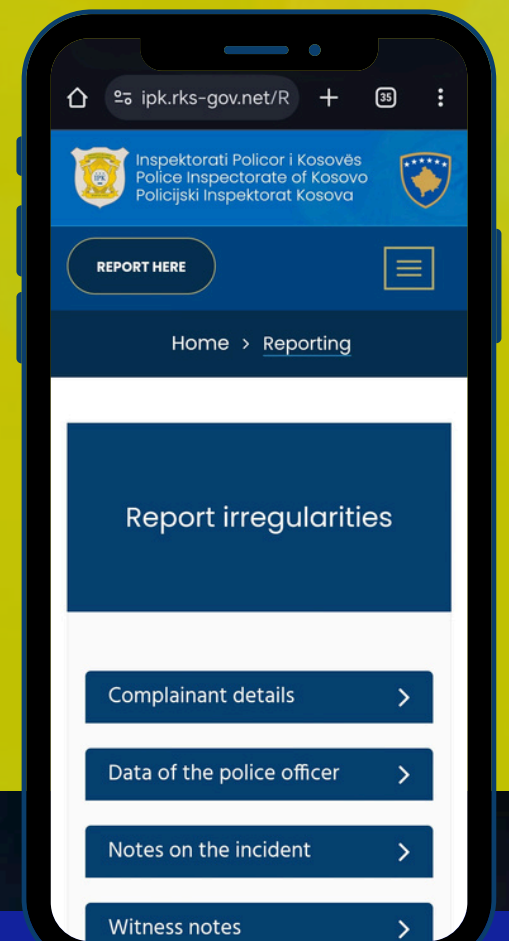 ipk.rks-gov.net/R
35
IPK
Inspektorati Policor i Kosovës
Police Inspectorate of Kosovo
Policijski Inspektorat Kosova
REPORT HERE
Home > Reporting
Report irregularities
Complainant details
Data of the police officer
Notes on the incident
Witness notes